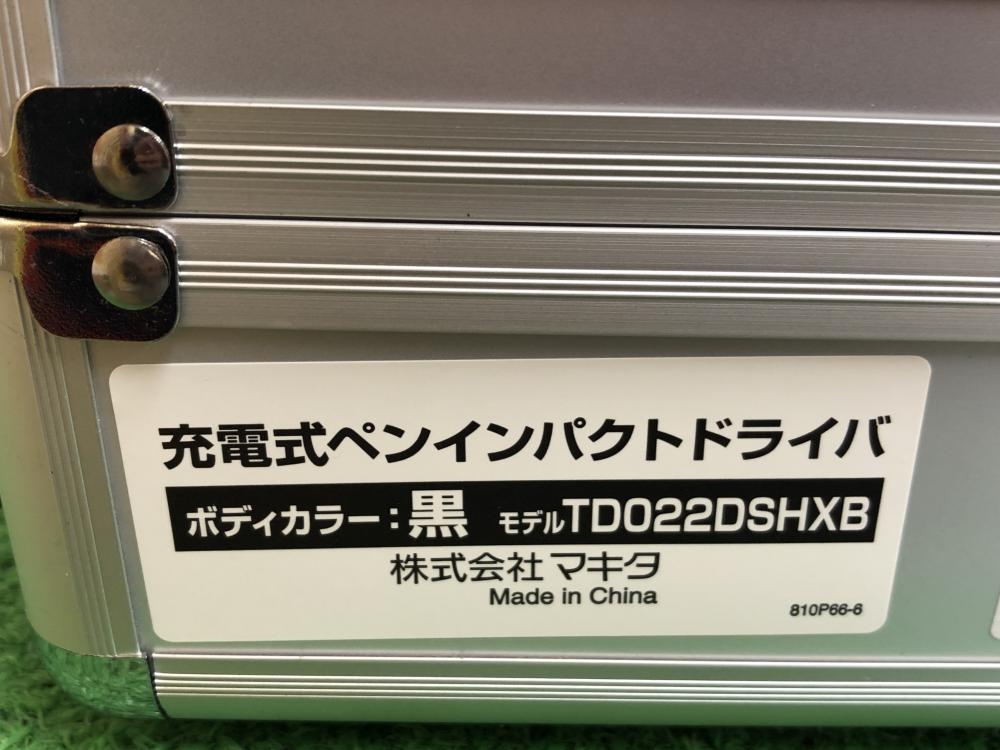 充電式ペンインパクトドライバ
ボディカラー:黒 モデルTD022DSHXB
株式会社マキタ
Made in China
810P66-6